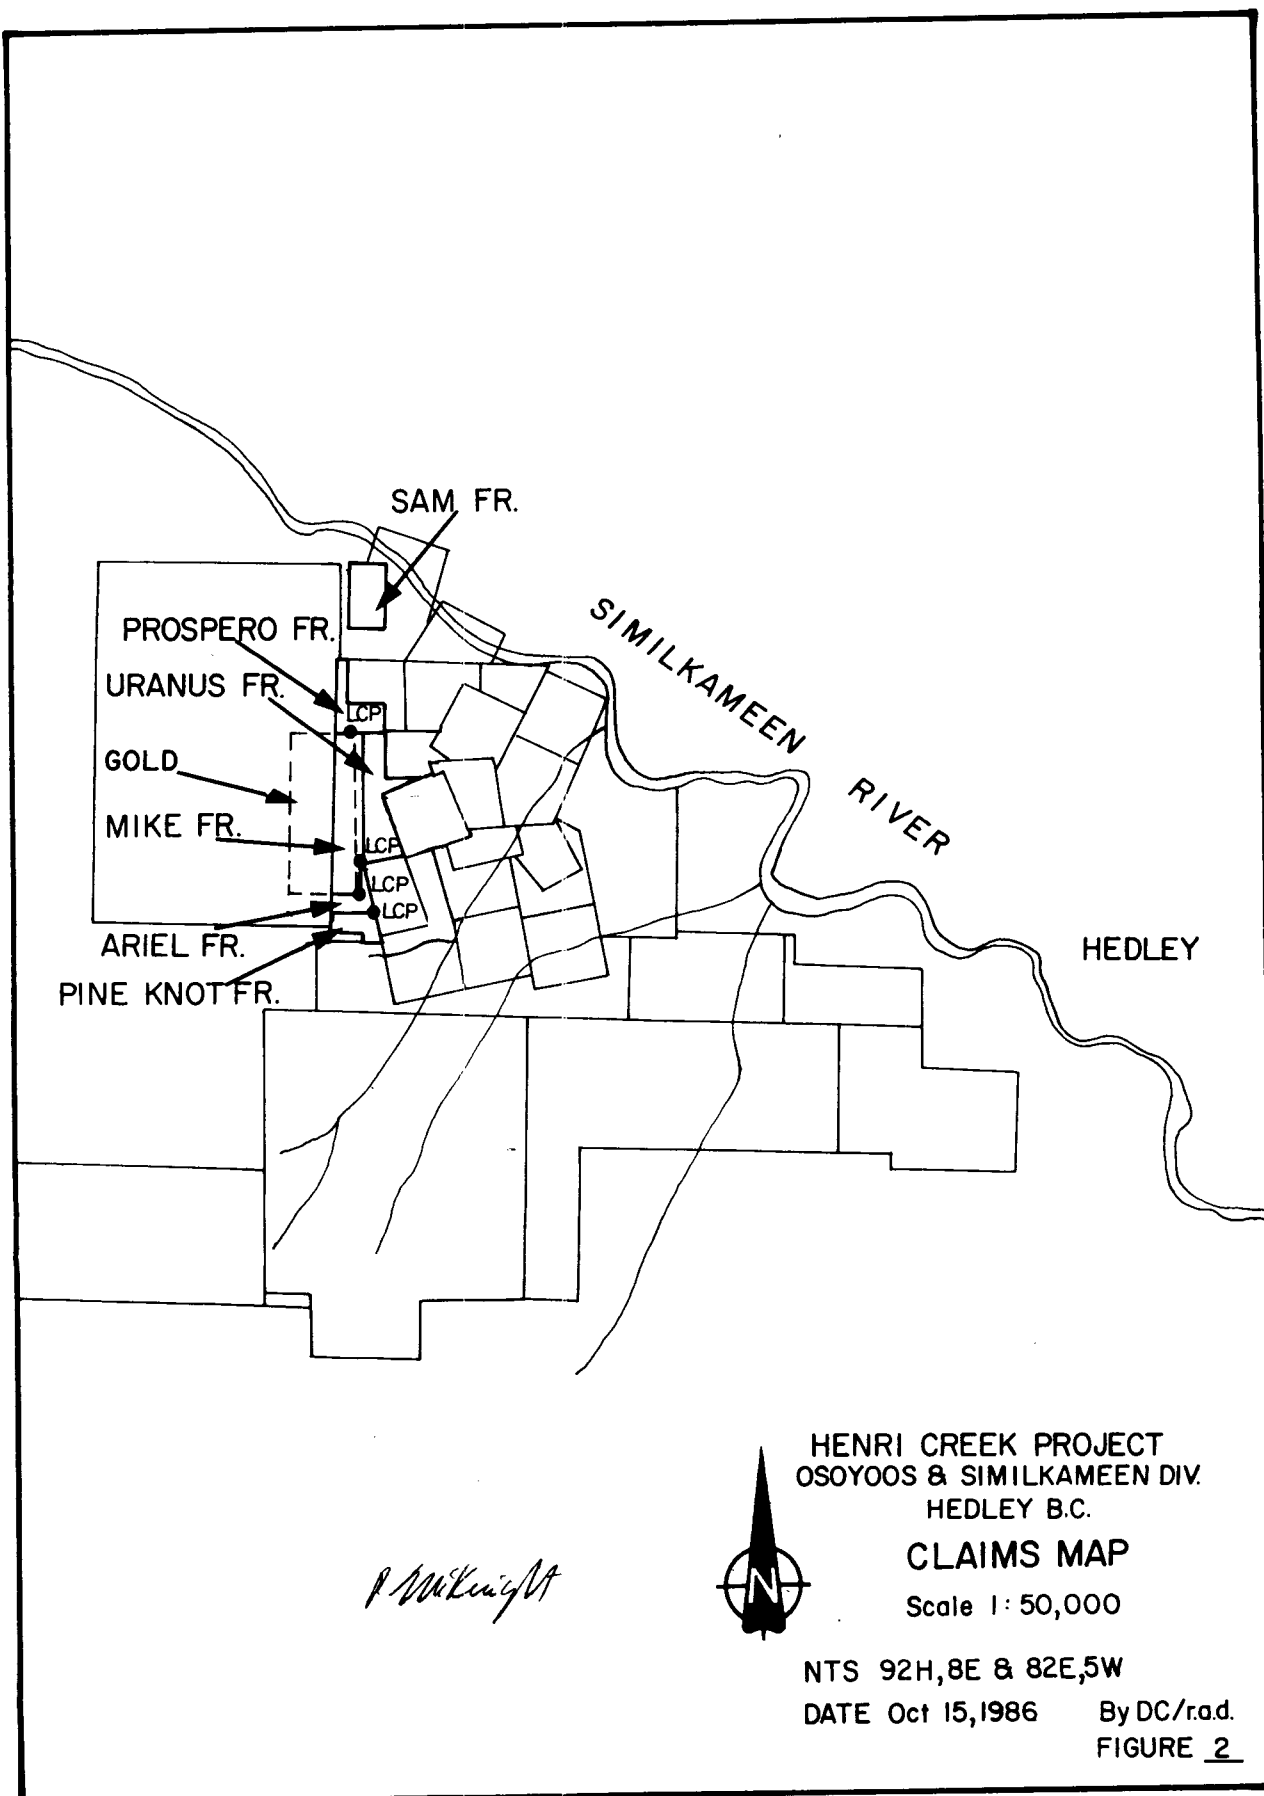 SAM FR.
SIMILKAMEEN
RIVER
PROSPERO FR.
URANUS FR.
LCP
GOLD
MIKE FR.
LCP
LCP
LCP
ARIEL FR.
PINE KNOT FR.
HEDLEY
HENRI CREEK PROJECT
OSOYOOS & SIMILKAMEEN DIV.
HEDLEY B.C.
CLAIMS MAP
Scale 1:50,000
N
NTS 92H,8E & 82E,5W
DATE Oct 15,1986 By DC/r.a.d.
FIGURE 2